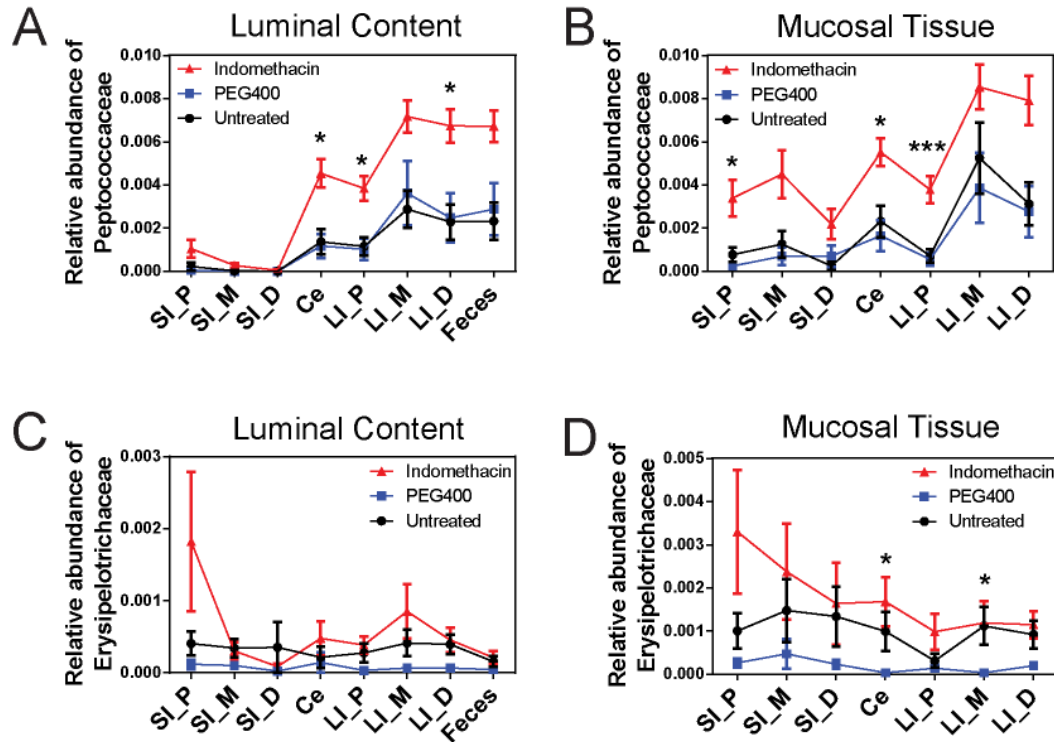 A
Luminal Content
Relative abundance of
Peptococcaceae
0.010
0.008
0.006
0.004
0.002
0.000
Indomethacin
PEG400
Untreated
*
*
*
SI_P
SI_M
SI_D
Ce
LI_P
LI_M
LI_D
Feces
B
Mucosal Tissue
Relative abundance of
Peptococcaceae
0.010
0.008
0.006
0.004
0.002
0.000
Indomethacin
PEG400
Untreated
*
*
***
SI_P
SI_M
SI_D
Ce
LI_P
LI_M
LI_D
C
Luminal Content
Relative abundance of
Erysipelotrichaceae
0.003
0.002
0.001
0.000
Indomethacin
PEG400
Untreated
SI_P
SI_M
SI_D
Ce
LI_P
LI_M
LI_D
Feces
D
Mucosal Tissue
Relative abundance of
Erysipelotrichaceae
0.005
0.004
0.003
0.002
0.001
0.000
Indomethacin
PEG400
Untreated
*
*
SI_P
SI_M
SI_D
Ce
LI_P
LI_M
LI_D